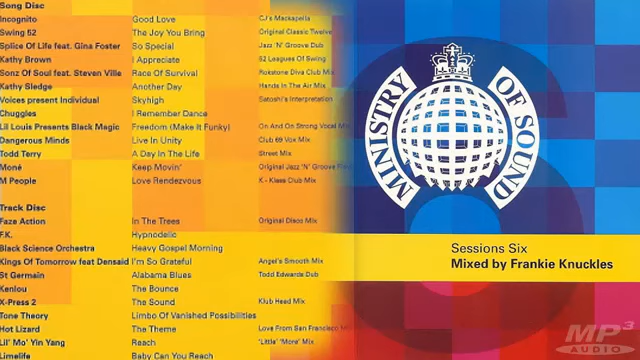 Song Disc
Incognito Good Love CJ's Mackapella
Swing 52 The Joy You Bring Original Classic Twelve
Splice Of Life feat. Gina Foster So Special Jazz 'N' Groove Dub
Kathy Brown I Appreciate 52 Leagues Of Swing
Sonz Of Soul feat. Steven Ville Race Of Survival Rokstone Diva Club Mix
Kathy Sledge Another Day Hands In The Air Mix
Voices present Individual Skyhigh Satoshi's Interpretation
Chuggles I Remember Dance
Lil Louis Presents Black Magic Freedom (Make It Funky) On And On Strong Vocal Mix
Dangerous Minds Live In Unity Club 69 Vox Mix
Todd Terry A Day In The Life Street Mix
Moné Keep Movin' Original Jazz 'N' Groove
M People Love Rendezvous K - Klass Club Mix
Track Disc
Faze Action In The Trees Original Disco Mix
F.K. Hypnodelic
Black Science Orchestra Heavy Gospel Morning
Kings Of Tomorrow feat Densaid I'm So Grateful Angel's Smooth Mix
St Germain Alabama Blues Todd Edwards Dub
Kenlou The Bounce
X-Press 2 The Sound Klub Head Mix
Tone Theory Limbo Of Vanished Possibilities
Hot Lizard The Theme Love From San Francisco
Lil' Mo' Yin Yang Reach 'Little' 'More' Mix
Limelife Baby Can You Reach
MINISTRY OF SOUND
Sessions Six
Mixed by Frankie Knuckles
MP3
AUDIO